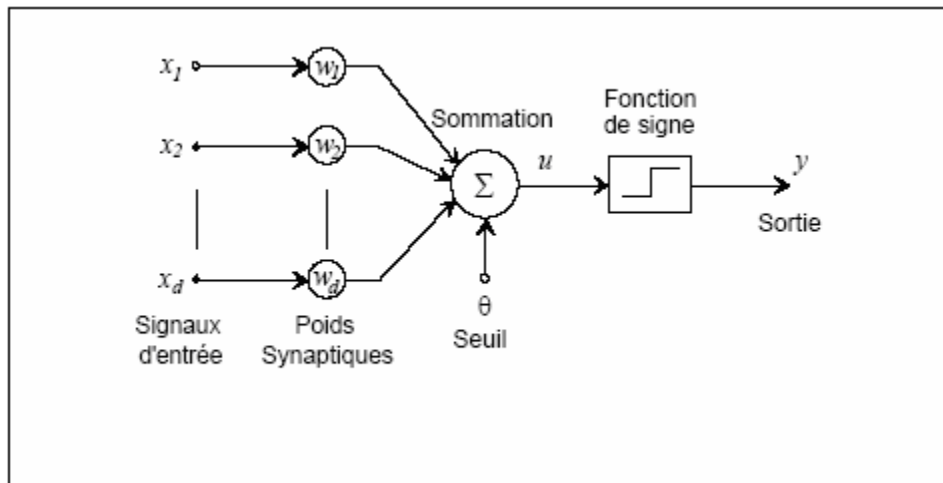 x1
w1
Sommation
Fonction
de signe
x2
w2
Σ
u
y
Sortie
xd
wd
θ
Seuil
Signaux
d'entrée
Poids
Synaptiques